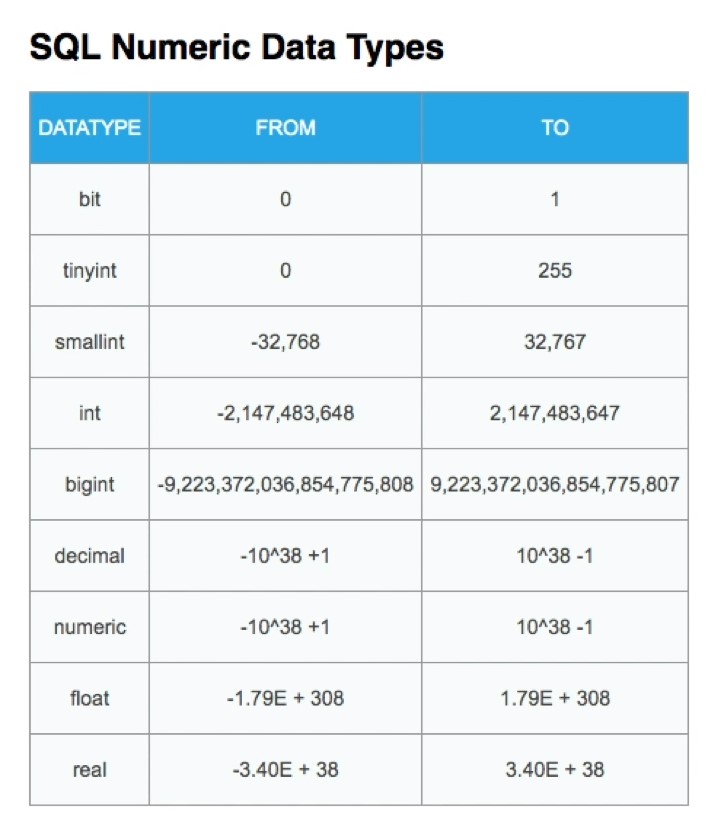 SQL Numeric Data Types
DATATYPE FROM TO
bit 0 1
tinyint 0 255
smallint -32,768 32,767
int -2,147,483,648 2,147,483,647
bigint -9,223,372,036,854,775,808 9,223,372,036,854,775,807
decimal -10^38 +1 10^38 -1
numeric -10^38 +1 10^38 -1
float -1.79E + 308 1.79E + 308
real -3.40E + 38 3.40E + 38